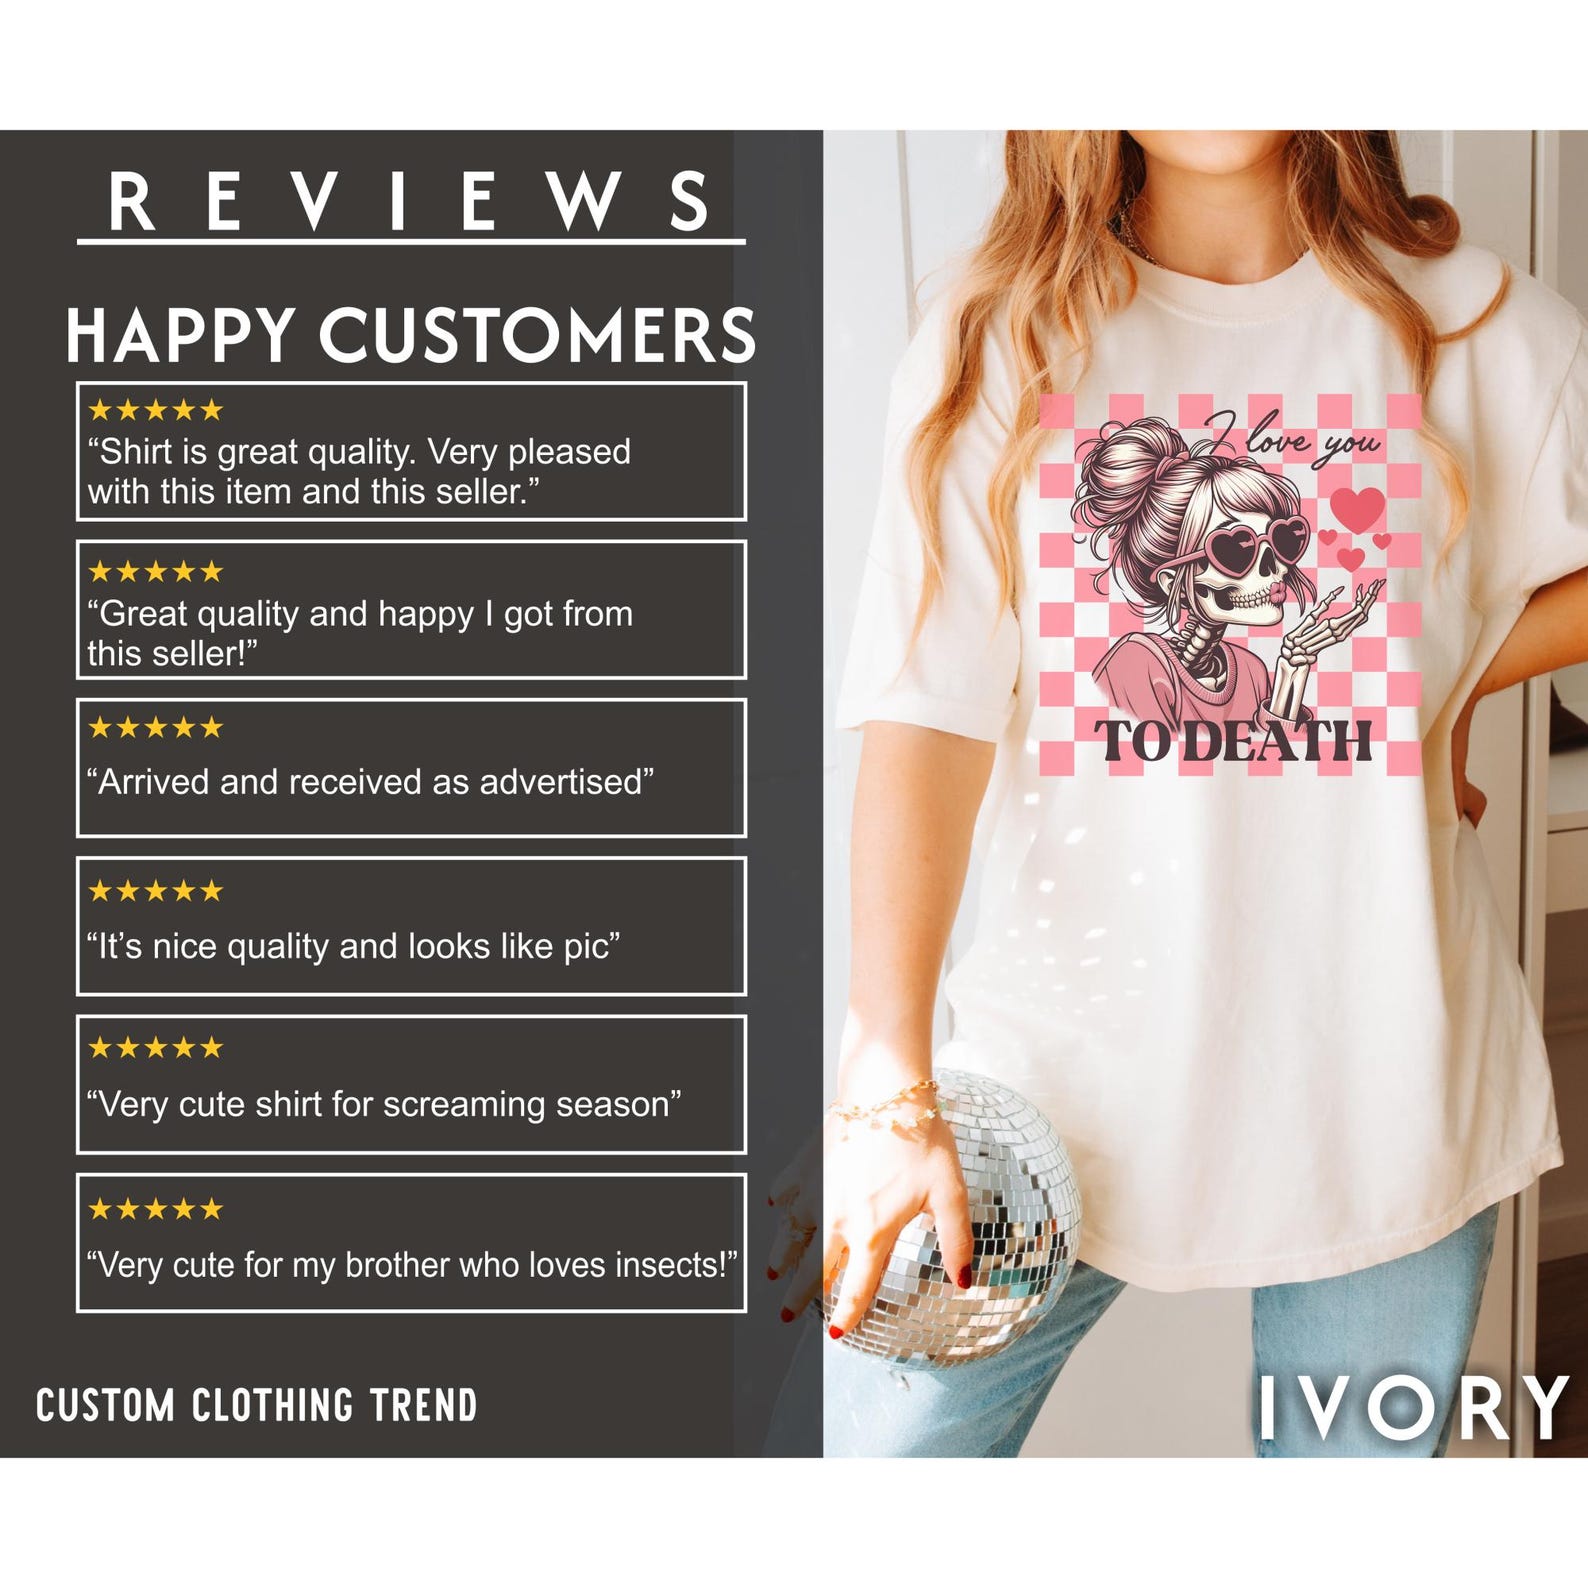 REVIEWS
HAPPY CUSTOMERS
“Shirt is great quality. Very pleased
with this item and this seller.”
“Great quality and happy I got from
this seller!”
“Arrived and received as advertised”
“It’s nice quality and looks like pic”
“Very cute shirt for screaming season”
“Very cute for my brother who loves insects!”
CUSTOM CLOTHING TREND
I love you
TO DEATH
IVORY